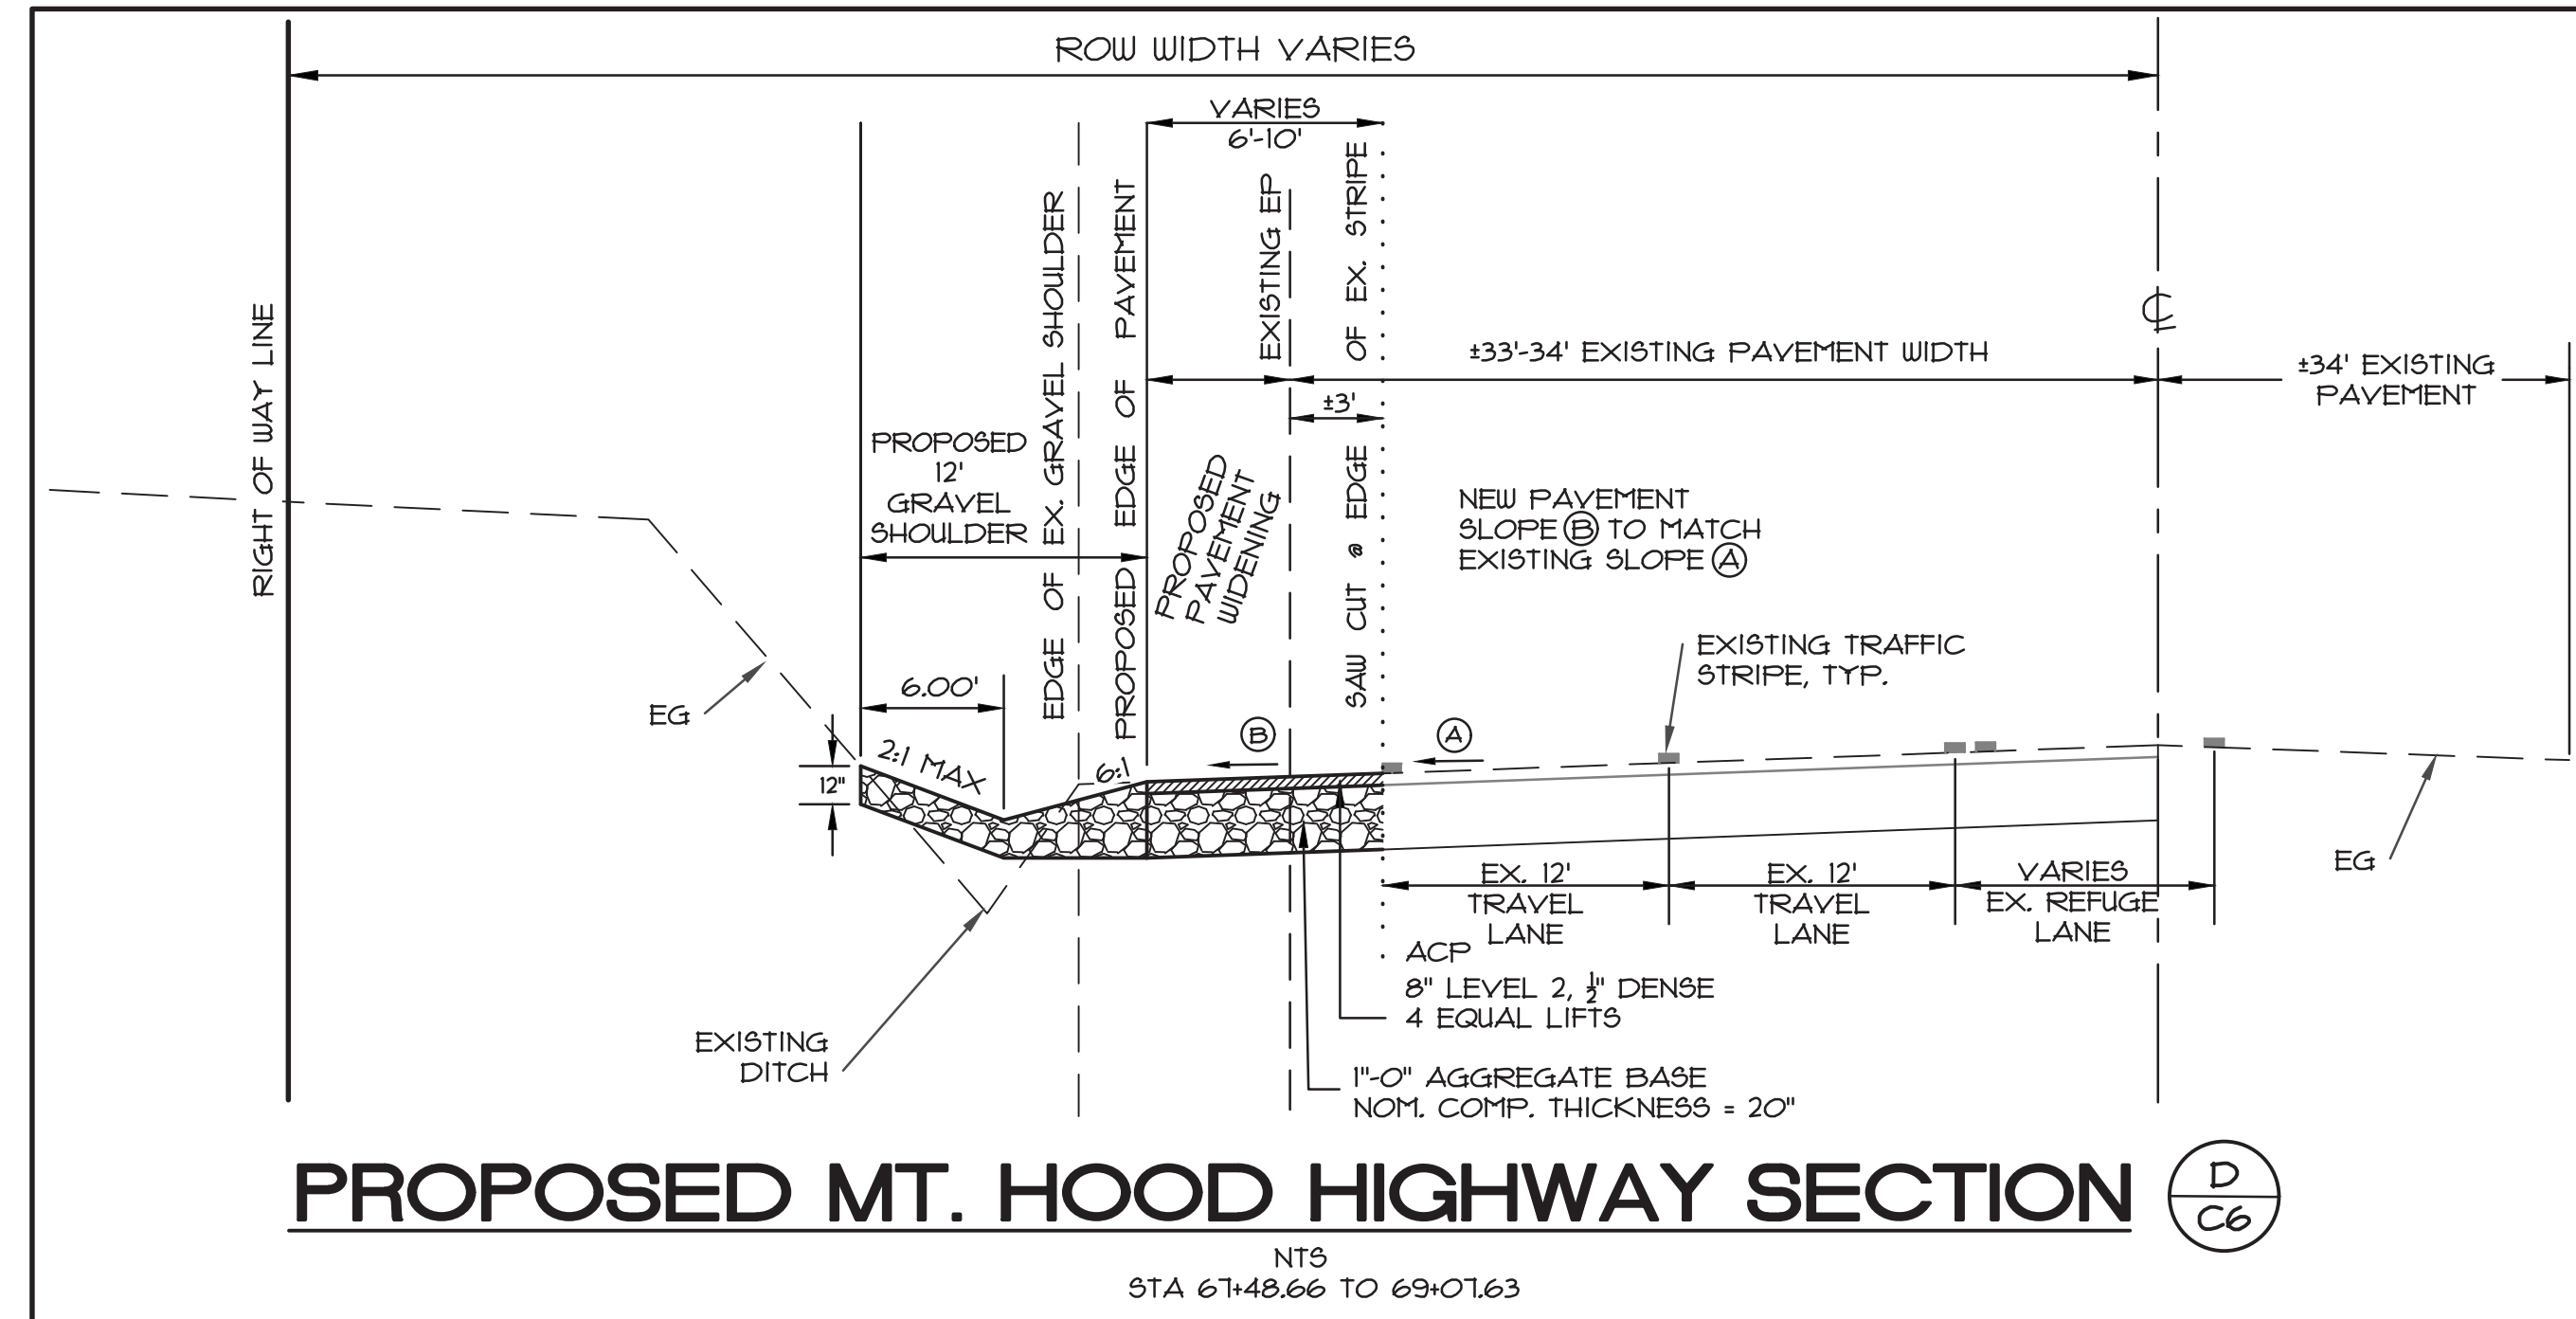 ROW WIDTH VARIES
VARIES
6'-10'
RIGHT OF WAY LINE
EDGE OF EX. GRAVEL SHOULDER
PROPOSED EDGE OF PAVEMENT
EXISTING EP
SAW CUT @ EDGE OF EX. STRIPE
℄
±33'-34' EXISTING PAVEMENT WIDTH
±34' EXISTING
PAVEMENT
±3'
PROPOSED
12'
GRAVEL
SHOULDER
PROPOSED
PAVEMENT
WIDENING
NEW PAVEMENT
SLOPE B TO MATCH
EXISTING SLOPE A
EXISTING TRAFFIC
STRIPE, TYP.
6.00'
EG
B
A
2:1 MAX
6:1
12"
EG
EX. 12'
TRAVEL
LANE
EX. 12'
TRAVEL
LANE
VARIES
EX. REFUGE
LANE
ACP
8" LEVEL 2, ½" DENSE
4 EQUAL LIFTS
EXISTING
DITCH
1"-0" AGGREGATE BASE
NOM. COMP. THICKNESS = 20"
PROPOSED MT. HOOD HIGHWAY SECTION
D
C6
NTS
STA 67+48.66 TO 69+07.63